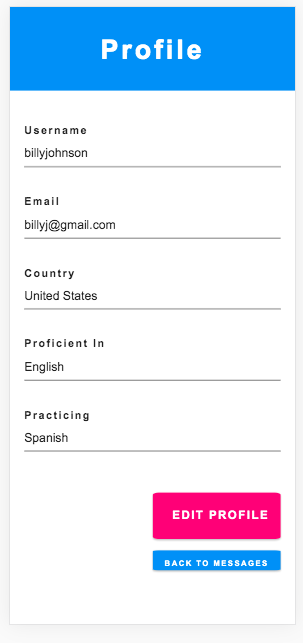 Profile
Username
billyjohnson
Email
billyj@gmail.com
Country
United States
Proficient In
English
Practicing
Spanish
EDIT PROFILE
BACK TO MESSAGES